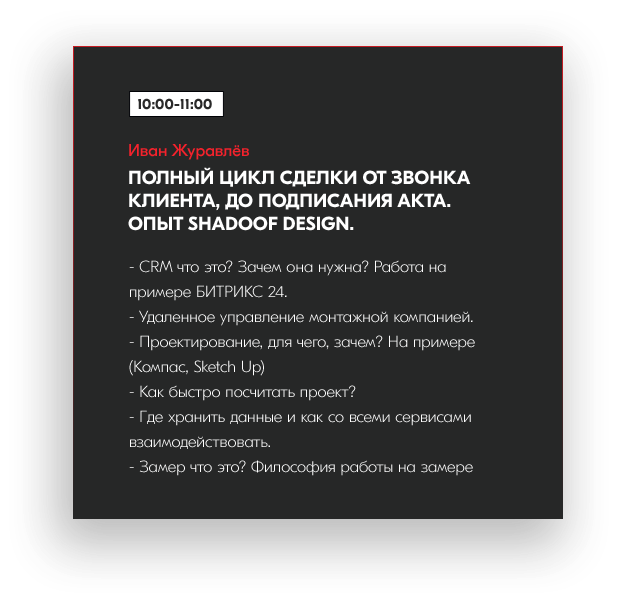 10:00-11:00
Иван Журавлёв
ПОЛНЫЙ ЦИКЛ СДЕЛКИ ОТ ЗВОНКА
КЛИЕНТА, ДО ПОДПИСАНИЯ АКТА.
ОПЫТ SHADOOF DESIGN.
- CRM что это? Зачем она нужна? Работа на
примере БИТРИКС 24.
- Удаленное управление монтажной компанией.
- Проектирование, для чего, зачем? На примере
(Компас, Sketch Up)
- Как быстро посчитать проект?
- Где хранить данные и как со всеми сервисами
взаимодействовать.
- Замер что это? Философия работы на замере